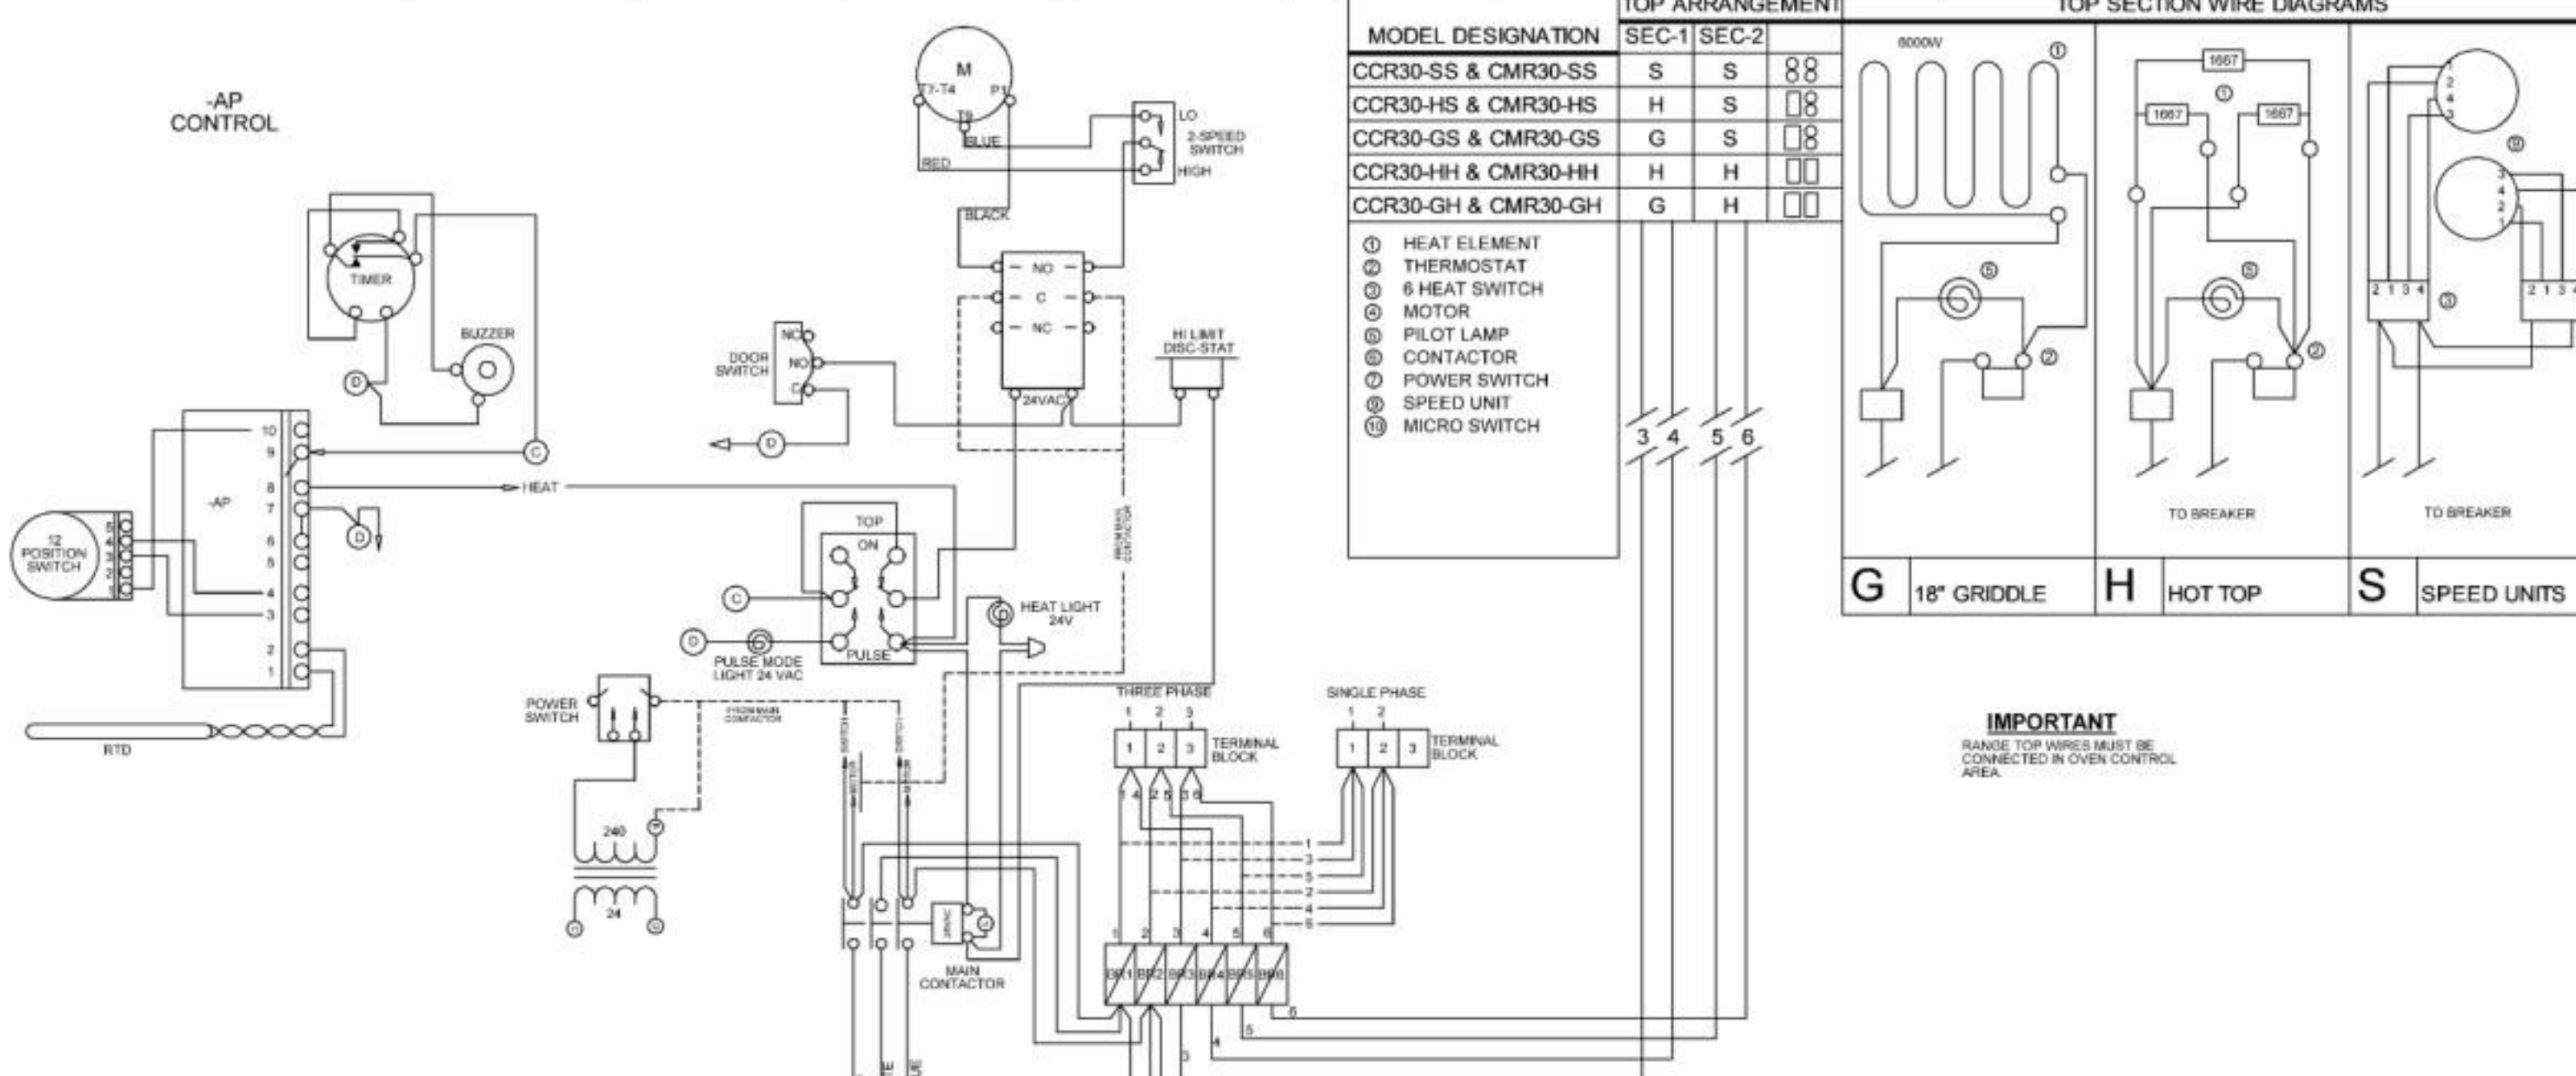 -AP
CONTROL
TIMER
BUZZER
D
10
9
8
7
6
5
4
3
2
1
-AP
C
HEAT
D
12
POSITION
SWITCH
5
4
3
2
1
RTD
M
T7-T4
P1
T9
BLUE
RED
BLACK
LO
2-SPEED
SWITCH
HIGH
NO
C
NC
24VAC
DOOR
SWITCH
NO
C
D
HI LIMIT
DISC-STAT
TOP
ON
PULSE
C
D
PULSE MODE
LIGHT 24 VAC
HEAT LIGHT
24V
FROM MAIN
CONTACTOR
POWER
SWITCH
FROM MAIN
CONTACTOR
240
24
MAIN
CONTACTOR
THREE PHASE
1 2 3
1 2 3
TERMINAL
BLOCK
1 4 2 5 3 6
SINGLE PHASE
1 2
1 2 3
TERMINAL
BLOCK
1
3
5
2
4
6
1 2 3 4 5 6
BR1 BR2 BR3 BR4 BR5 BR6
6
5
4
3
TOP ARRANGEMENT
MODEL DESIGNATION SEC-1 SEC-2
CCR30-SS & CMR30-SS S S
CCR30-HS & CMR30-HS H S
CCR30-GS & CMR30-GS G S
CCR30-HH & CMR30-HH H H
CCR30-GH & CMR30-GH G H
① HEAT ELEMENT
② THERMOSTAT
③ 6 HEAT SWITCH
④ MOTOR
⑤ PILOT LAMP
⑥ CONTACTOR
⑦ POWER SWITCH
⑨ SPEED UNIT
⑩ MICRO SWITCH
3 4 5 6
TOP SECTION WIRE DIAGRAMS
6000W
①
⑤
②
G 18" GRIDDLE
1667
①
1667 1667
⑤
②
TO BREAKER
H HOT TOP
1
2
4
3
⑨
3
4
2
1
2 1 3 4
③
2 1 3 4
TO BREAKER
S SPEED UNITS
IMPORTANT
RANGE TOP WIRES MUST BE
CONNECTED IN OVEN CONTROL
AREA.